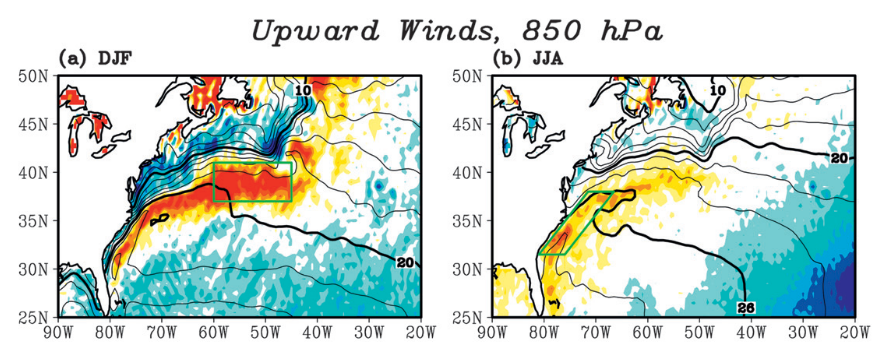 Upward Winds, 850 hPa
(a) DJF
(b) JJA
50N
45N
40N
35N
30N
25N
90W 80W 70W 60W 50W 40W 30W 20W
10
20
50N
45N
40N
35N
30N
25N
90W 80W 70W 60W 50W 40W 30W 20W
10
20
26